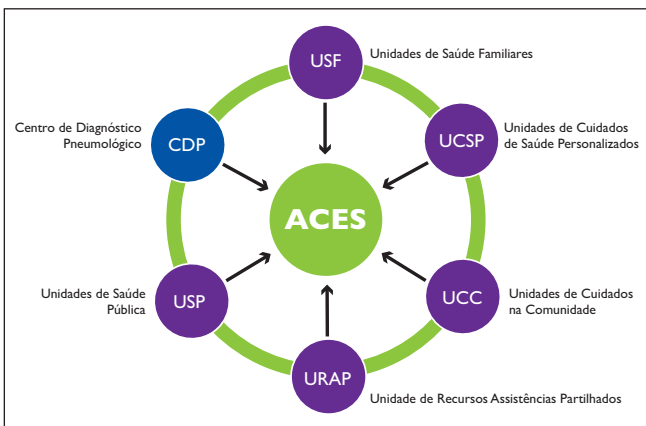 USF
Unidades de Saúde Familiares
Centro de Diagnóstico
Pneumológico
CDP
UCSP
Unidades de Cuidados
de Saúde Personalizados
ACES
Unidades de Saúde
Pública
USP
UCC
Unidades de Cuidados
na Comunidade
URAP
Unidade de Recursos Assistências Partilhados